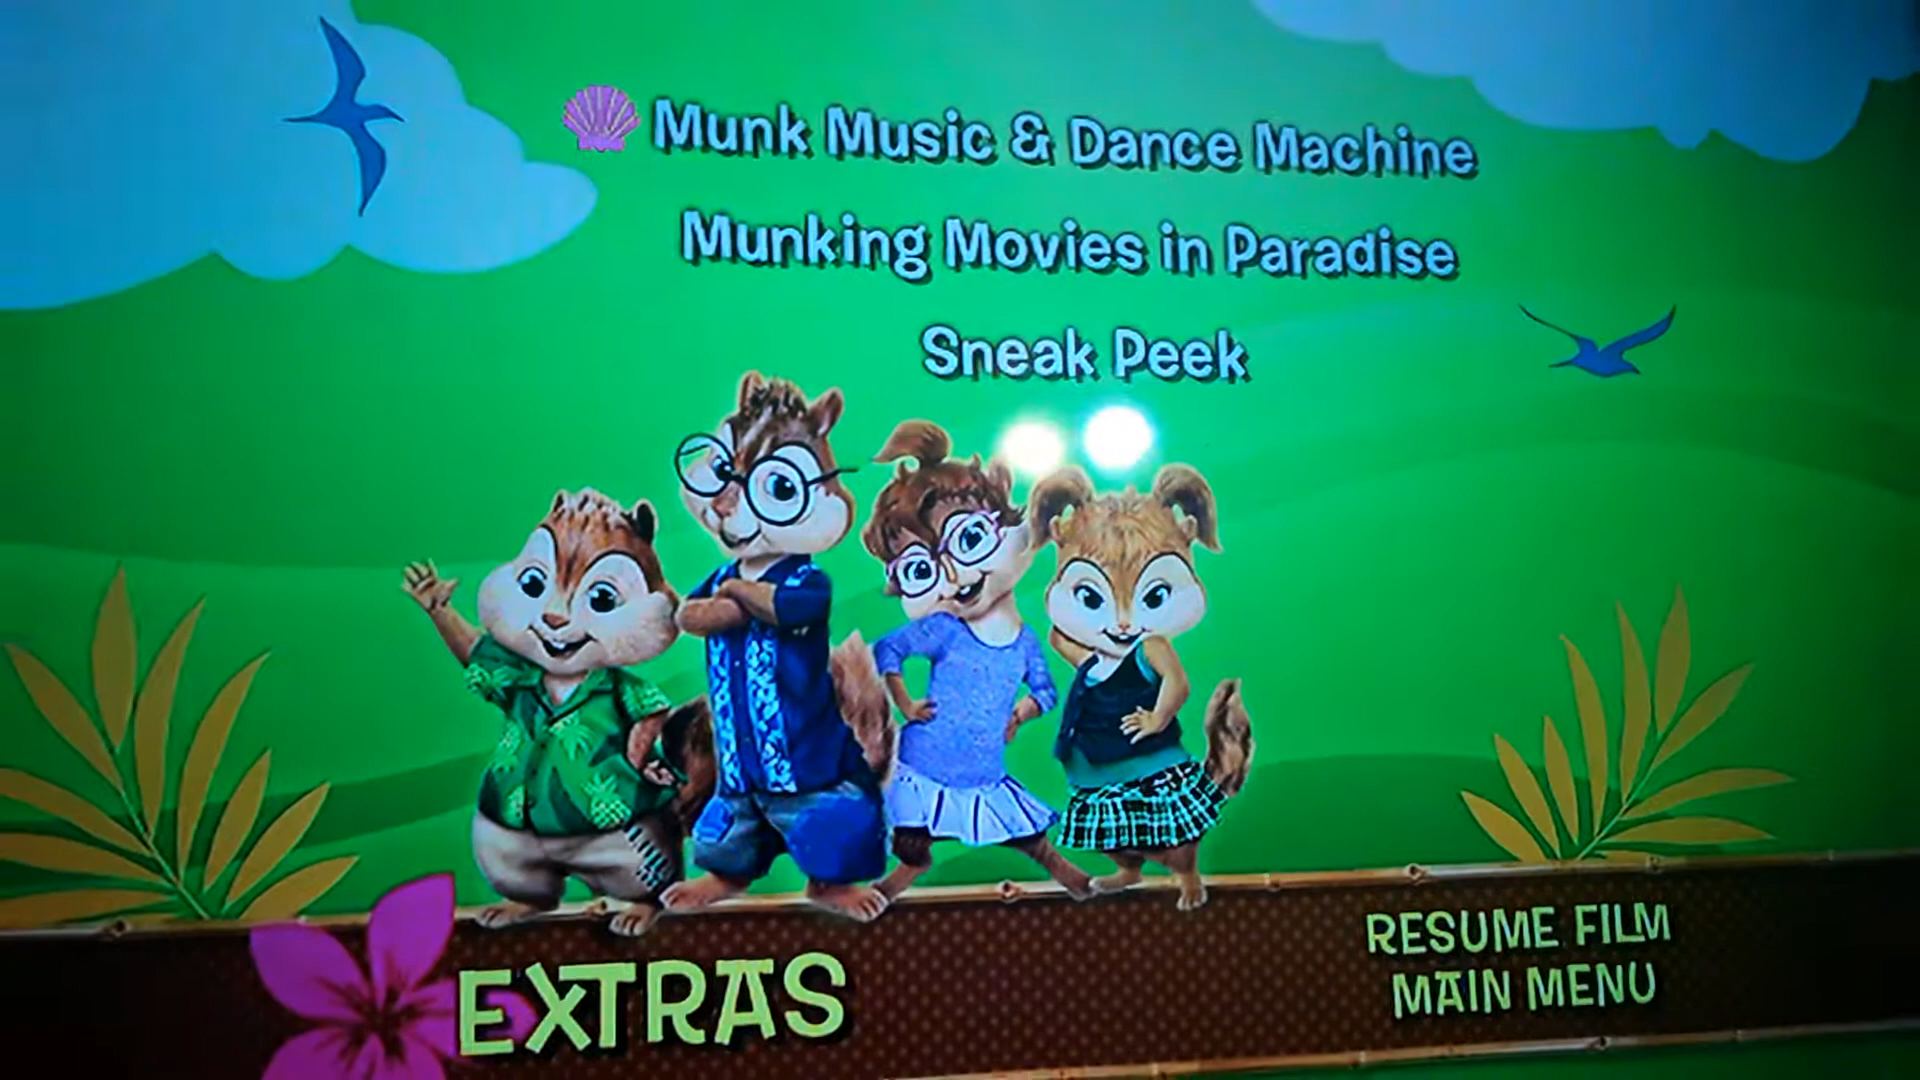 Munk Music & Dance Machine
Munking Movies in Paradise
Sneak Peek
EXTRAS
RESUME FILM
MAIN MENU